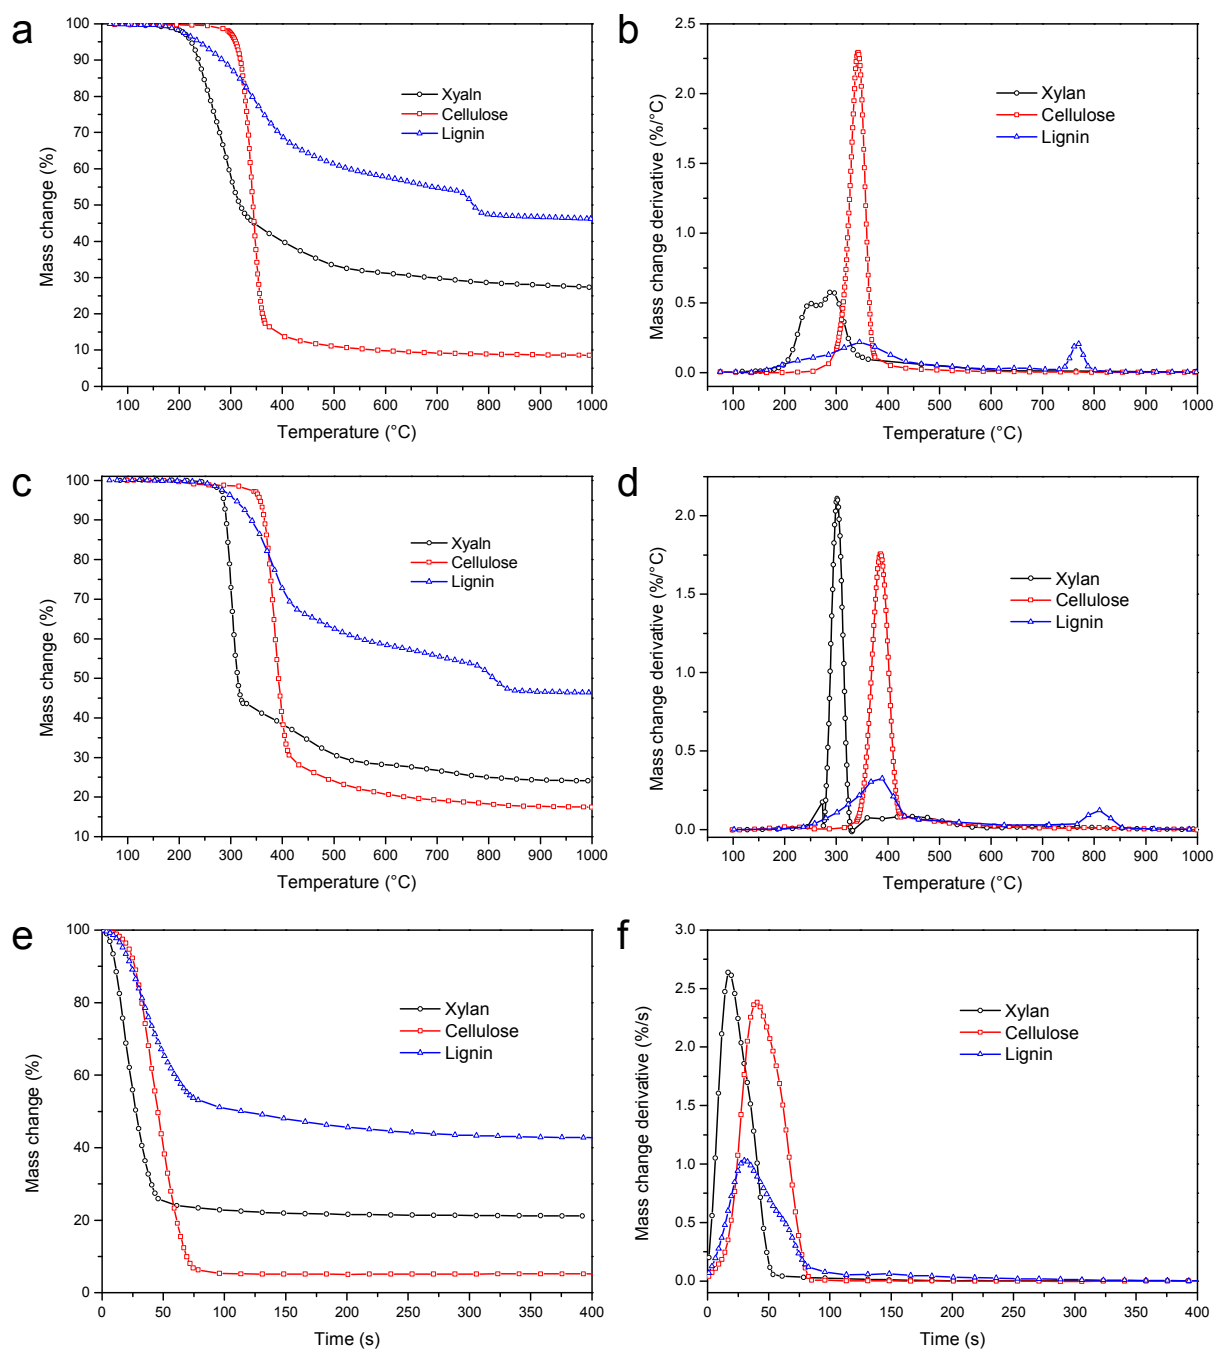 a
100
90
80
70
60
50
40
30
20
10
0
Mass change (%)
Xyaln
Cellulose
Lignin
100 200 300 400 500 600 700 800 900 1000
Temperature (°C)
b
2.5
2.0
1.5
1.0
0.5
0.0
Mass change derivative (%/°C)
Xylan
Cellulose
Lignin
100 200 300 400 500 600 700 800 900 1000
Temperature (°C)
c
100
90
80
70
60
50
40
30
20
10
Mass change (%)
Xyaln
Cellulose
Lignin
100 200 300 400 500 600 700 800 900 1000
Temperature (°C)
d
2.0
1.5
1.0
0.5
0.0
Mass change derivative (%/°C)
Xylan
Cellulose
Lignin
100 200 300 400 500 600 700 800 900 1000
Temperature (°C)
e
100
80
60
40
20
0
Mass change (%)
Xylan
Cellulose
Lignin
0 50 100 150 200 250 300 350 400
Time (s)
f
3.0
2.5
2.0
1.5
1.0
0.5
0.0
Mass change derivative (%/s)
Xylan
Cellulose
Lignin
0 50 100 150 200 250 300 350 400
Time (s)